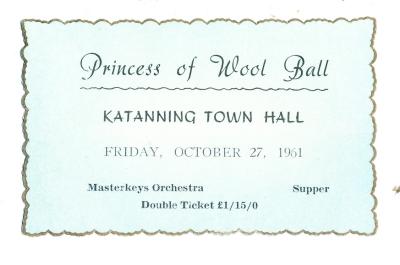 Princess of Wool Ball
KATANNING TOWN HALL
FRIDAY, OCTOBER 27, 1961
Masterkeys Orchestra Supper
Double Ticket £1/15/0